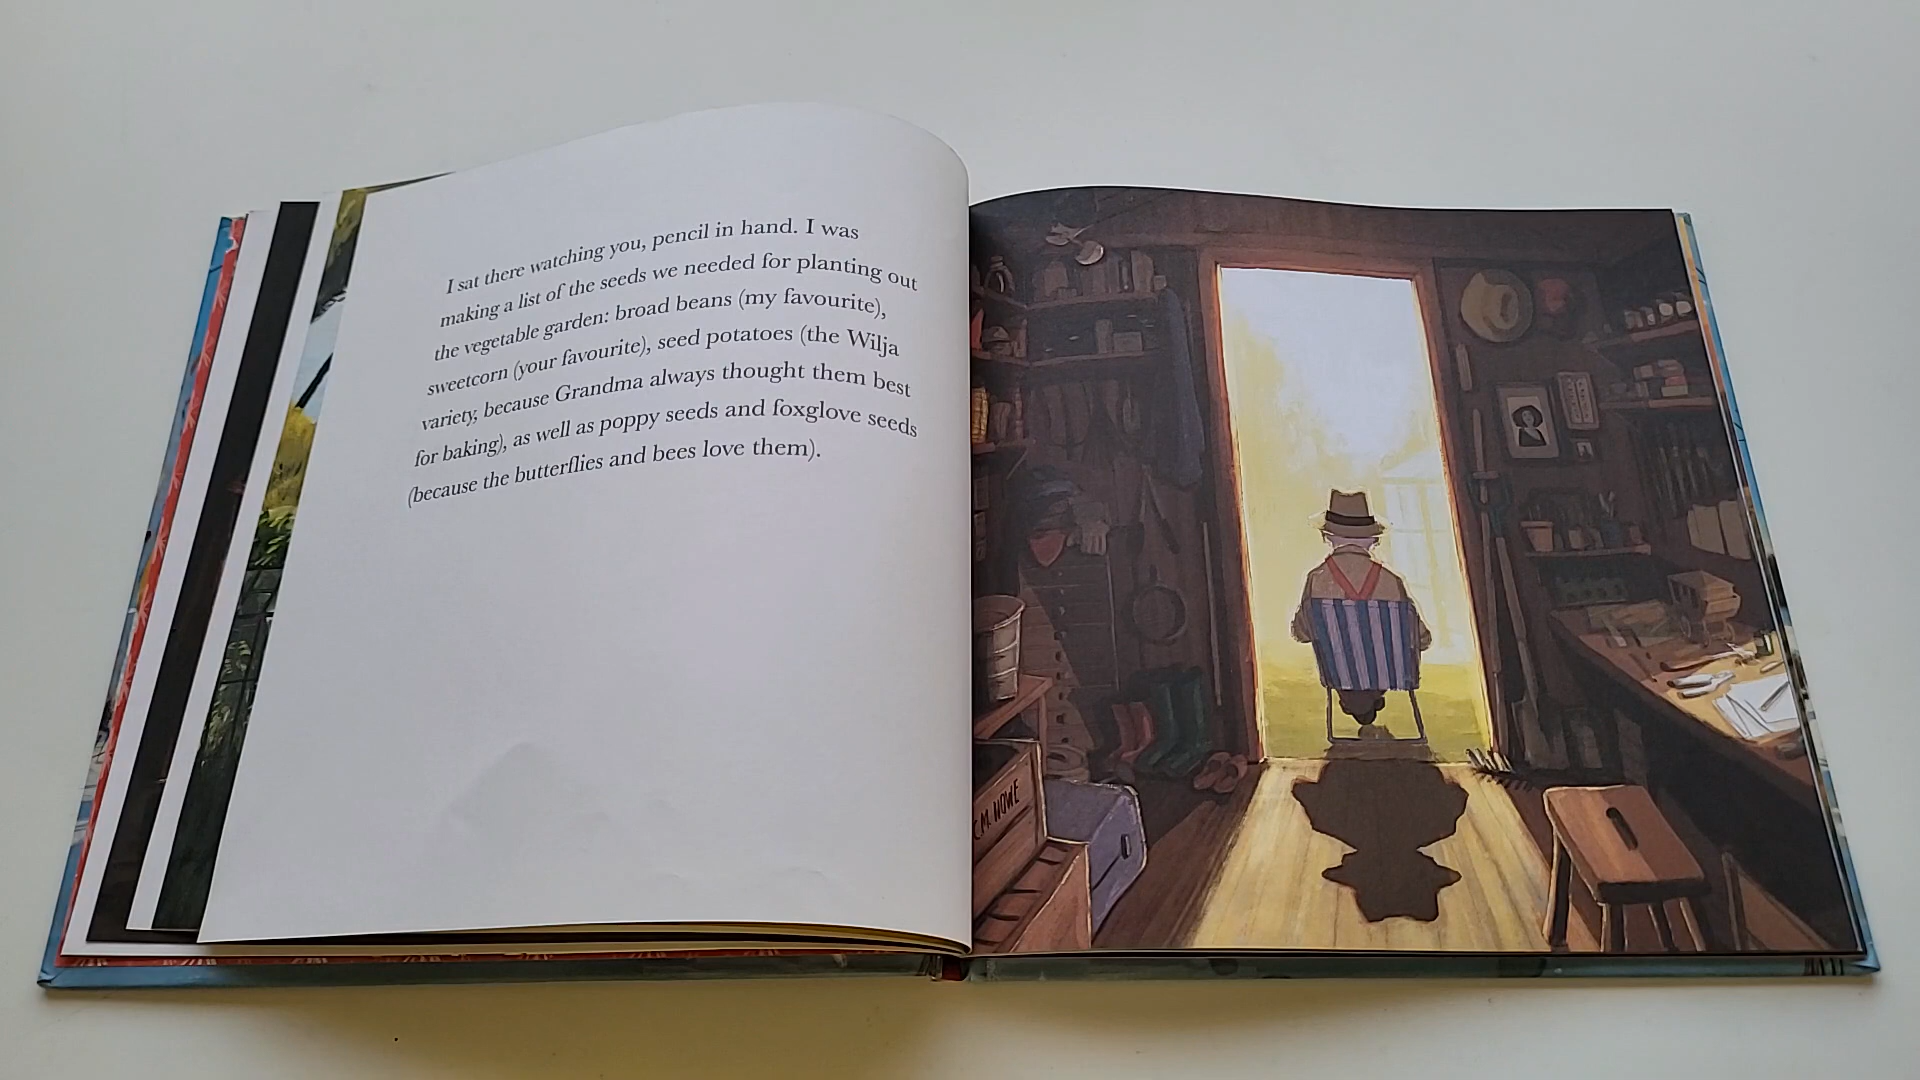 I sat there watching you, pencil in hand. I was
making a list of the seeds we needed for planting out
the vegetable garden: broad beans (my favourite),
sweetcorn (your favourite), seed potatoes (the Wilja
variety, because Grandma always thought them best
for baking), as well as poppy seeds and foxglove seeds
(because the butterflies and bees love them).
C.M. HOWE